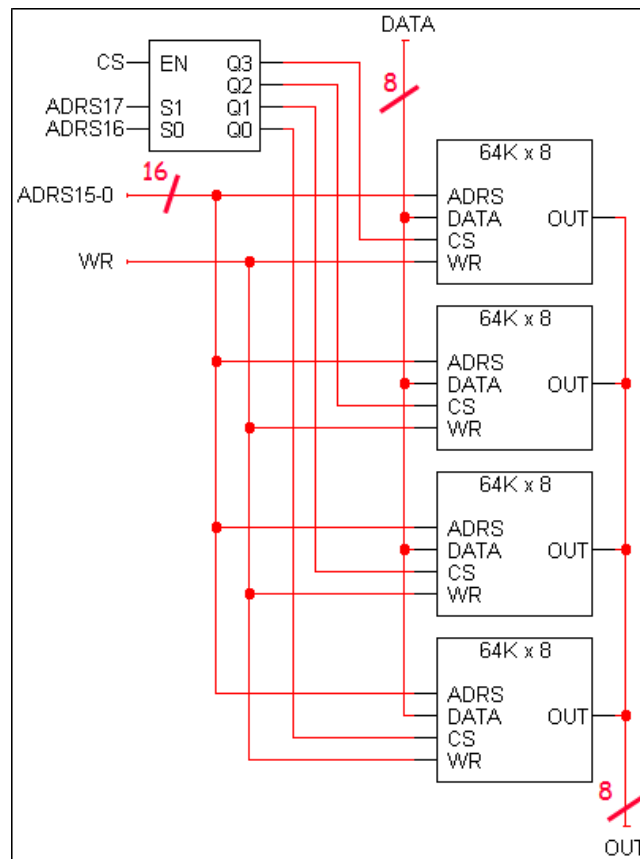 DATA
CS EN Q3
Q2
ADRS17 S1 Q1
ADRS16 S0 Q0
8
16
ADRS15-0
WR
64K x 8
ADRS
DATA OUT
CS
WR
64K x 8
ADRS
DATA OUT
CS
WR
64K x 8
ADRS
DATA OUT
CS
WR
64K x 8
ADRS
DATA OUT
CS
WR
8
OUT